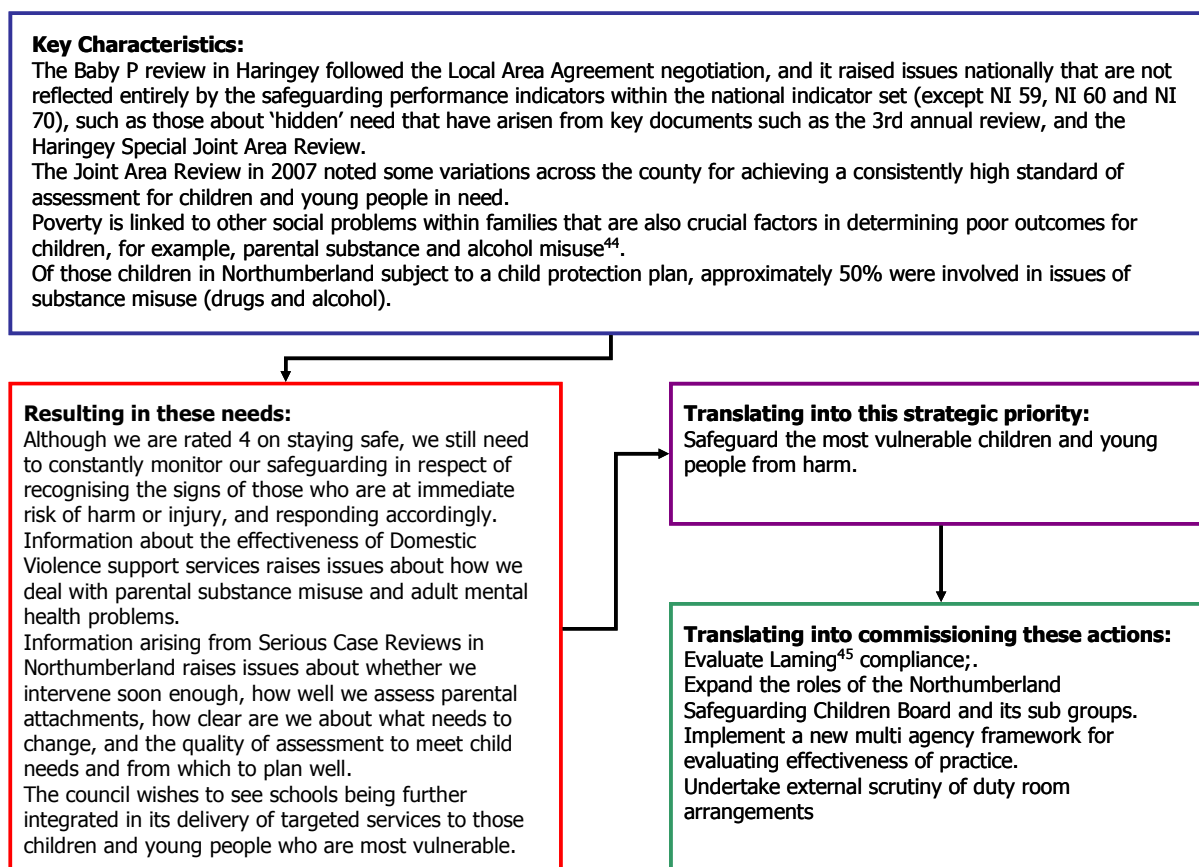 Key Characteristics:
The Baby P review in Haringey followed the Local Area Agreement negotiation, and it raised issues nationally that are not
reflected entirely by the safeguarding performance indicators within the national indicator set (except NI 59, NI 60 and NI
70), such as those about ‘hidden’ need that have arisen from key documents such as the 3rd annual review, and the
Haringey Special Joint Area Review.
The Joint Area Review in 2007 noted some variations across the county for achieving a consistently high standard of
assessment for children and young people in need.
Poverty is linked to other social problems within families that are also crucial factors in determining poor outcomes for
children, for example, parental substance and alcohol misuse⁴⁴.
Of those children in Northumberland subject to a child protection plan, approximately 50% were involved in issues of
substance misuse (drugs and alcohol).
Resulting in these needs:
Although we are rated 4 on staying safe, we still need
to constantly monitor our safeguarding in respect of
recognising the signs of those who are at immediate
risk of harm or injury, and responding accordingly.
Information about the effectiveness of Domestic
Violence support services raises issues about how we
deal with parental substance misuse and adult mental
health problems.
Information arising from Serious Case Reviews in
Northumberland raises issues about whether we
intervene soon enough, how well we assess parental
attachments, how clear are we about what needs to
change, and the quality of assessment to meet child
needs and from which to plan well.
The council wishes to see schools being further
integrated in its delivery of targeted services to those
children and young people who are most vulnerable.
Translating into this strategic priority:
Safeguard the most vulnerable children and young
people from harm.
Translating into commissioning these actions:
Evaluate Laming⁴⁵ compliance;.
Expand the roles of the Northumberland
Safeguarding Children Board and its sub groups.
Implement a new multi agency framework for
evaluating effectiveness of practice.
Undertake external scrutiny of duty room
arrangements